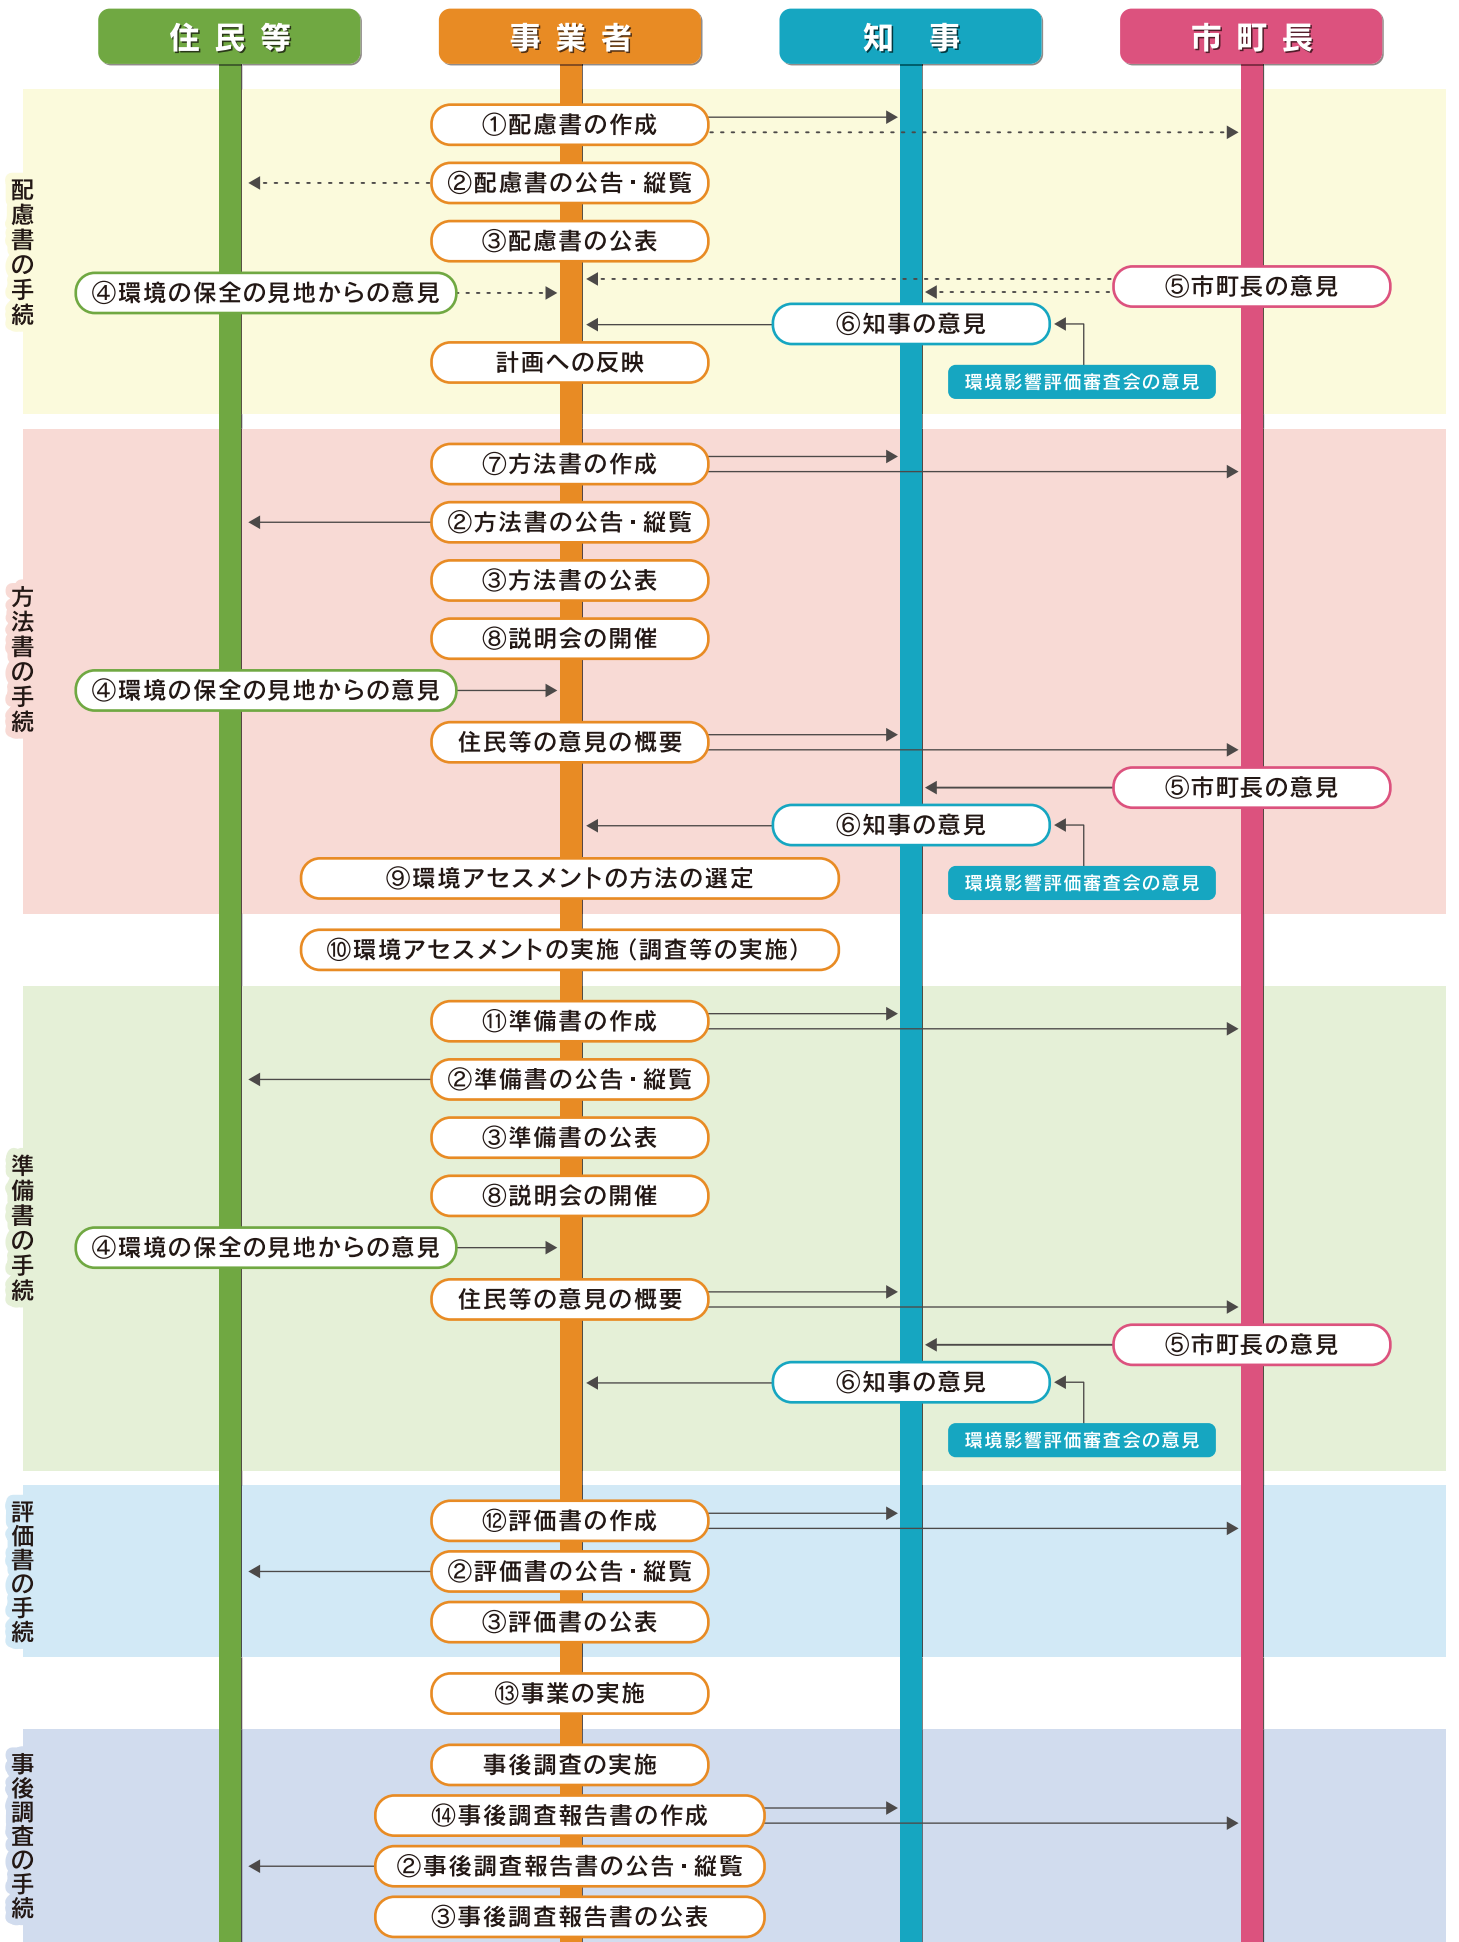 住民等
事業者
知事
市町長
配慮書の手続
①配慮書の作成
②配慮書の公告・縦覧
③配慮書の公表
④環境の保全の見地からの意見
⑤市町長の意見
⑥知事の意見
計画への反映
環境影響評価審査会の意見
方法書の手続
⑦方法書の作成
②方法書の公告・縦覧
③方法書の公表
⑧説明会の開催
④環境の保全の見地からの意見
住民等の意見の概要
⑤市町長の意見
⑥知事の意見
⑨環境アセスメントの方法の選定
環境影響評価審査会の意見
⑩環境アセスメントの実施（調査等の実施）
準備書の手続
⑪準備書の作成
②準備書の公告・縦覧
③準備書の公表
⑧説明会の開催
④環境の保全の見地からの意見
住民等の意見の概要
⑤市町長の意見
⑥知事の意見
環境影響評価審査会の意見
評価書の手続
⑫評価書の作成
②評価書の公告・縦覧
③評価書の公表
⑬事業の実施
事後調査の手続
事後調査の実施
⑭事後調査報告書の作成
②事後調査報告書の公告・縦覧
③事後調査報告書の公表